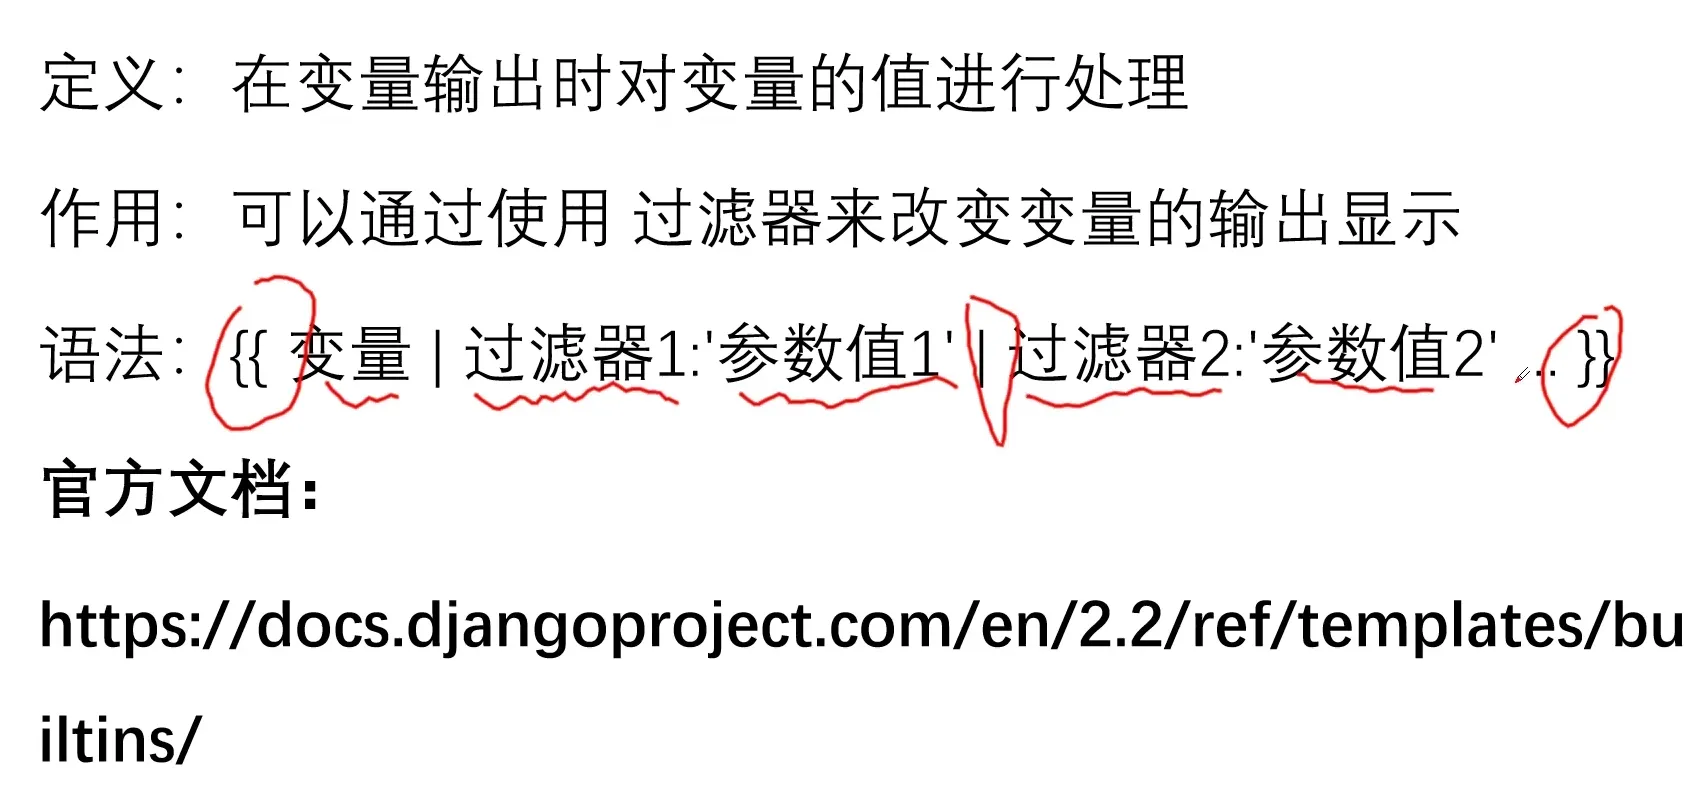 定义： 在变量输出时对变量的值进行处理
作用： 可以通过使用 过滤器来改变变量的输出显示
语法： {{ 变量 | 过滤器1:'参数值1' | 过滤器2:'参数值2' ... }}
官方文档：
https://docs.djangoproject.com/en/2.2/ref/templates/bu
iltins/